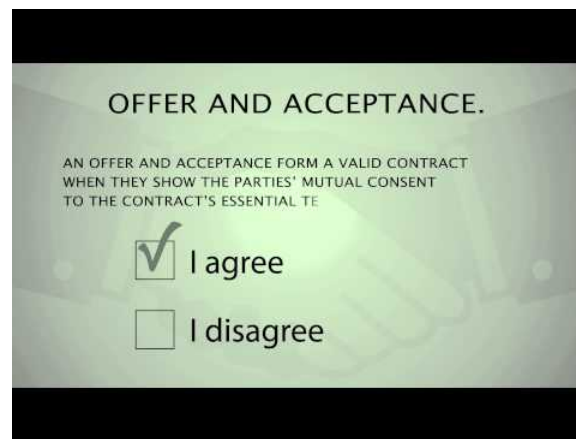 OFFER AND ACCEPTANCE.
AN OFFER AND ACCEPTANCE FORM A VALID CONTRACT
WHEN THEY SHOW THE PARTIES' MUTUAL CONSENT
TO THE CONTRACT'S ESSENTIAL TE
I agree
I disagree